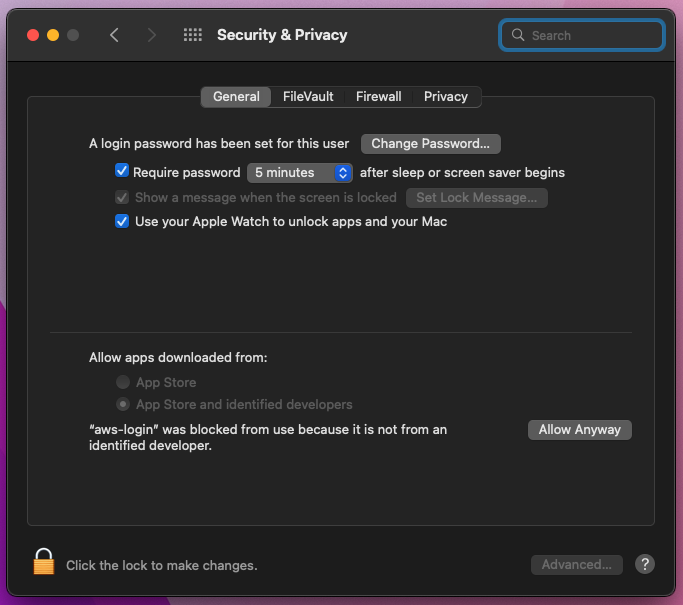 Security & Privacy
Search
General FileVault Firewall Privacy
A login password has been set for this user Change Password...
Require password 5 minutes after sleep or screen saver begins
Show a message when the screen is locked Set Lock Message...
Use your Apple Watch to unlock apps and your Mac
Allow apps downloaded from:
App Store
App Store and identified developers
“aws-login” was blocked from use because it is not from an
identified developer.
Allow Anyway
Click the lock to make changes.
Advanced...
?